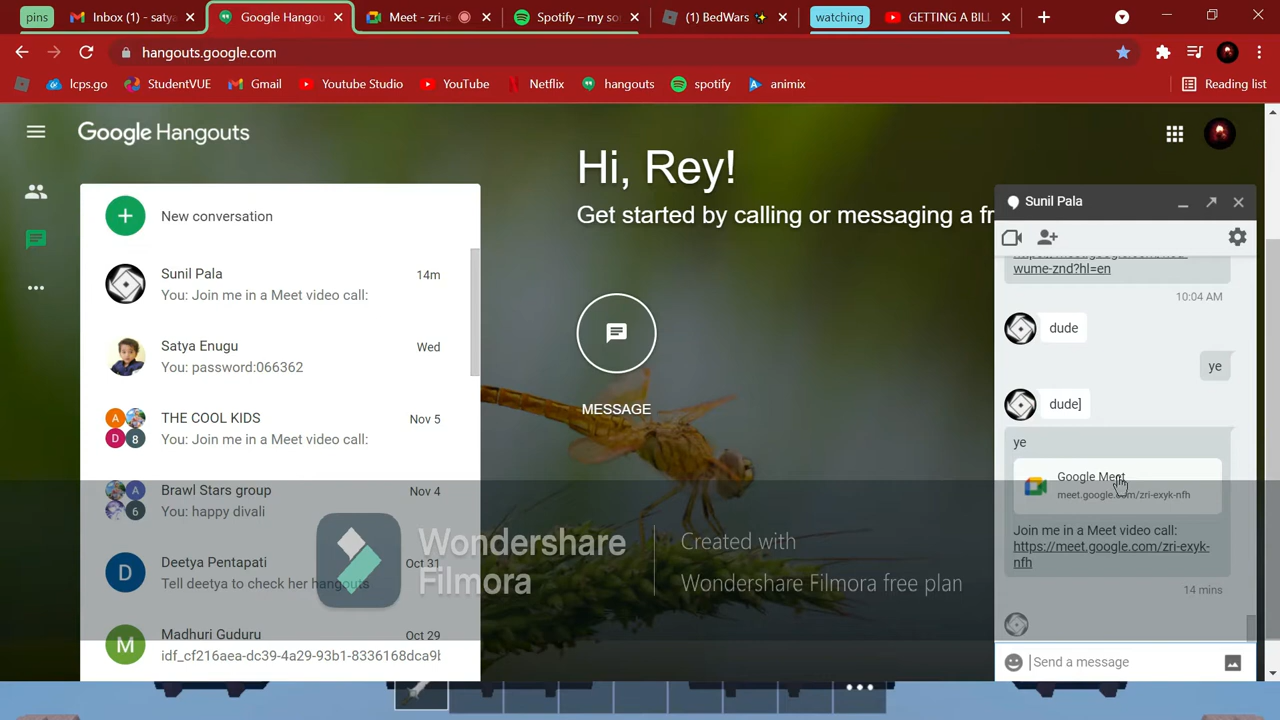 pins
Inbox (1) - satya
Google Hangou
Meet - zri-e
Spotify – my so
(1) BedWars ✨
watching
GETTING A BILL
hangouts.google.com
lcps.go
StudentVUE
Gmail
Youtube Studio
YouTube
Netflix
hangouts
spotify
animix
Reading list
Google Hangouts
Hi, Rey!
Get started by calling or messaging a fr
MESSAGE
New conversation
Sunil Pala
14m
You: Join me in a Meet video call:
Satya Enugu
Wed
You: password:066362
THE COOL KIDS
Nov 5
You: Join me in a Meet video call:
A
D
8
Brawl Stars group
Nov 4
You: happy divali
A
6
Deetya Pentapati
Oct 31
Tell deetya to check her hangouts
D
Madhuri Guduru
Oct 29
idf_cf216aea-dc39-4a29-93b1-8336168dca9b
M
Sunil Pala
wume-znd?hl=en
10:04 AM
dude
ye
dude]
ye
Google Meet
meet.google.com/zri-exyk-nfh
Join me in a Meet video call:
https://meet.google.com/zri-exyk-
nfh
14 mins
Send a message
Wondershare
Filmora
Created with
Wondershare Filmora free plan